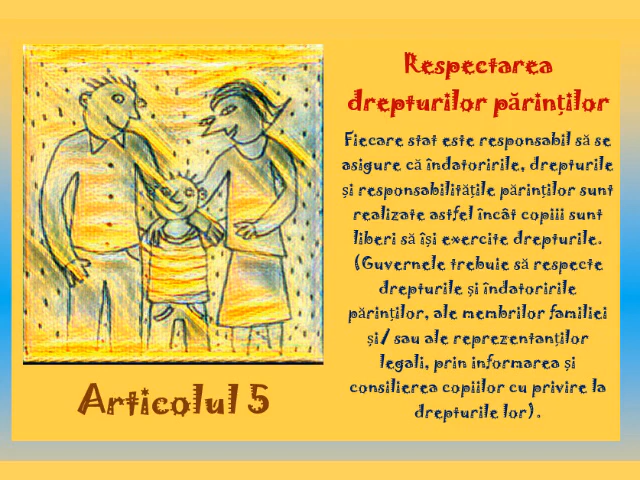 Respectarea
drepturilor părinților
Fiecare stat este responsabil să se
asigure că îndatoririle, drepturile
și responsabilitățile părinților sunt
realizate astfel încât copiii sunt
liberi să își exercite drepturile.
(Guvernele trebuie să respecte
drepturile și îndatoririle
părinților, ale membrilor familiei
și/ sau ale reprezentanților
legali, prin informarea și
consilierea copiilor cu privire la
drepturile lor).
Articolul 5